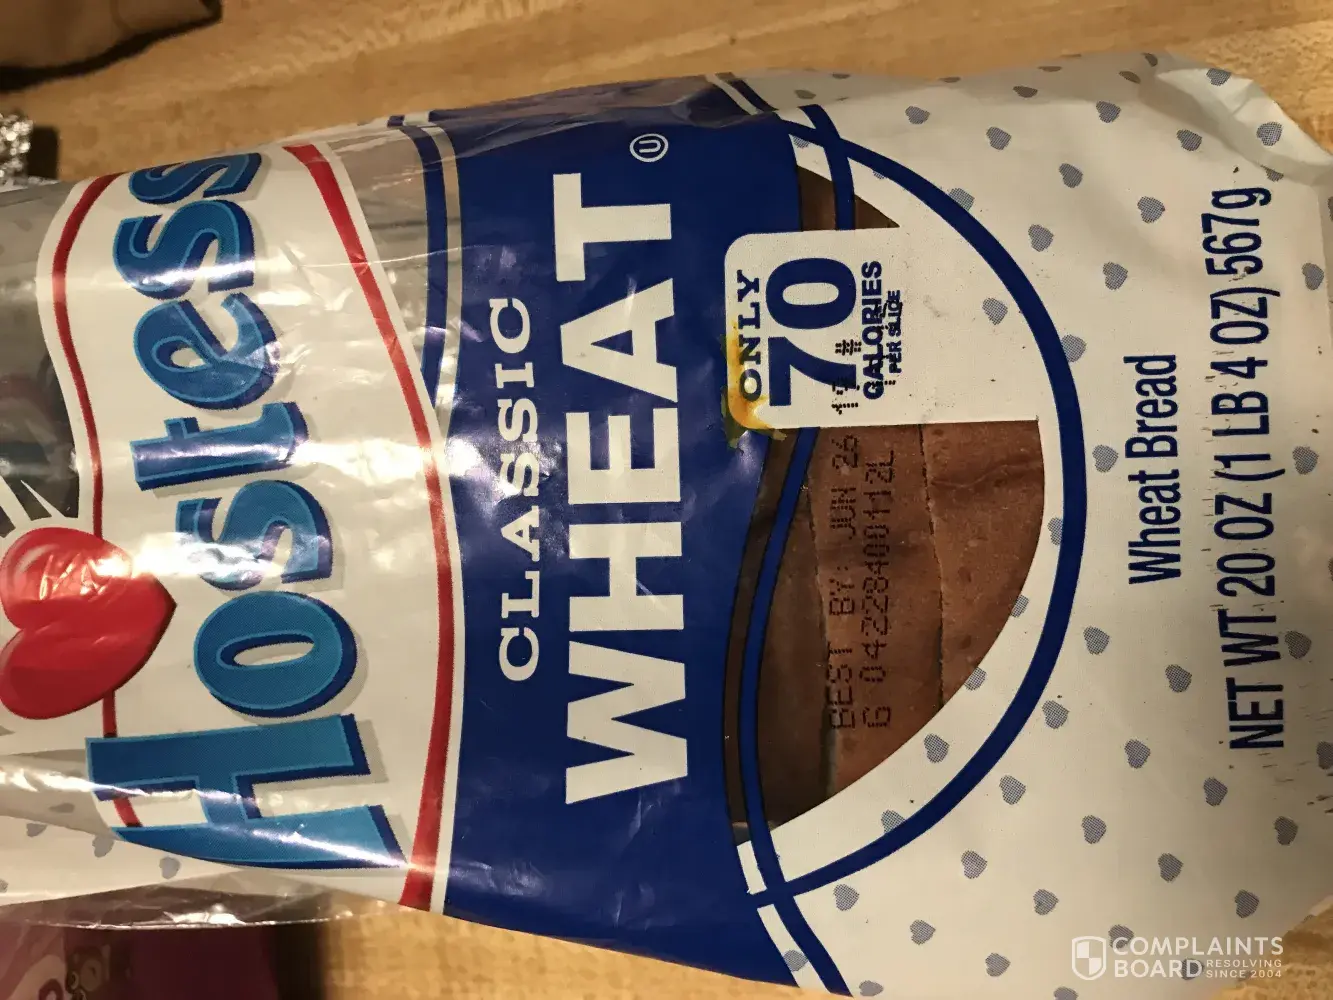 Hostess
CLASSIC
WHEAT
U
ONLY
70
CALORIES
PER SLICE
BEST BY: JUN 26
G 04228400112L
Wheat Bread
NET WT 20 OZ (1 LB 4 OZ) 567g
COMPLAINTS
BOARD
RESOLVING
SINCE 2004